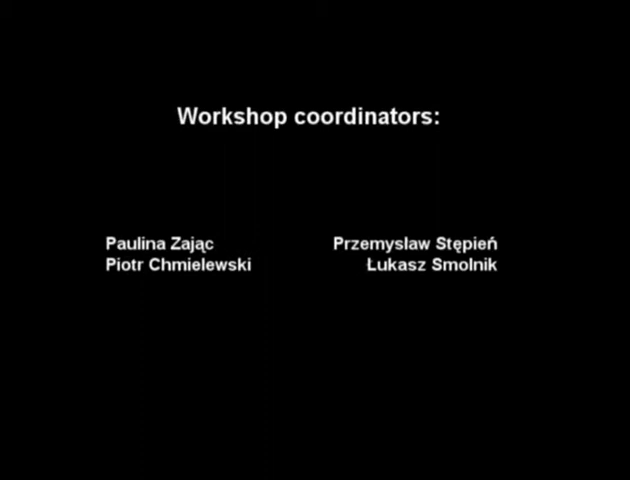 Workshop coordinators:
Paulina Zając
Piotr Chmielewski
Przemyslaw Stępień
Łukasz Smolnik